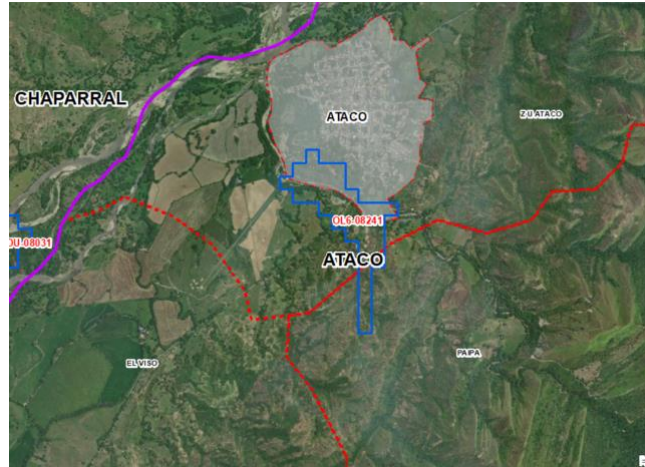 CHAPARRAL
ATACO
Z U ATACO
OL6-08241
OU-08031
ATACO
EL VISO
PAIPA